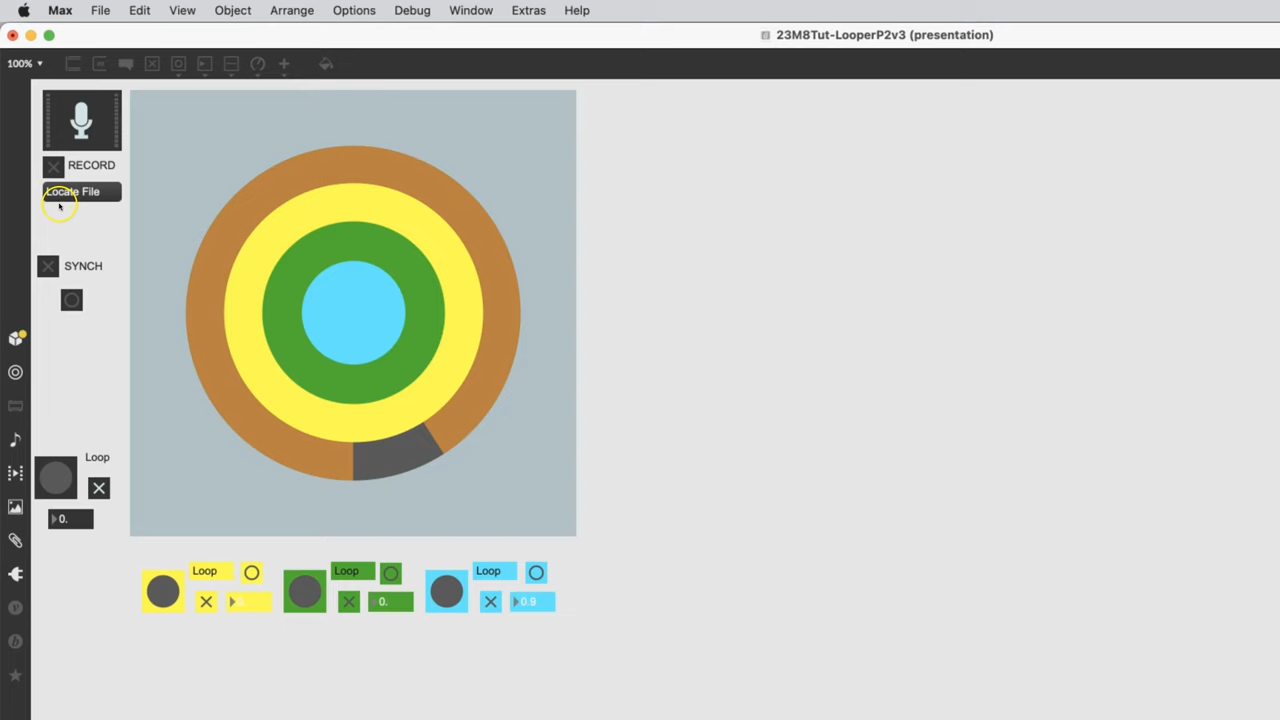 Max File Edit View Object Arrange Options Debug Window Extras Help
23M8Tut-LooperP2v3 (presentation)
100%
RECORD
Locate File
SYNCH
Loop
0.
Loop
Loop
0.
Loop
0.9